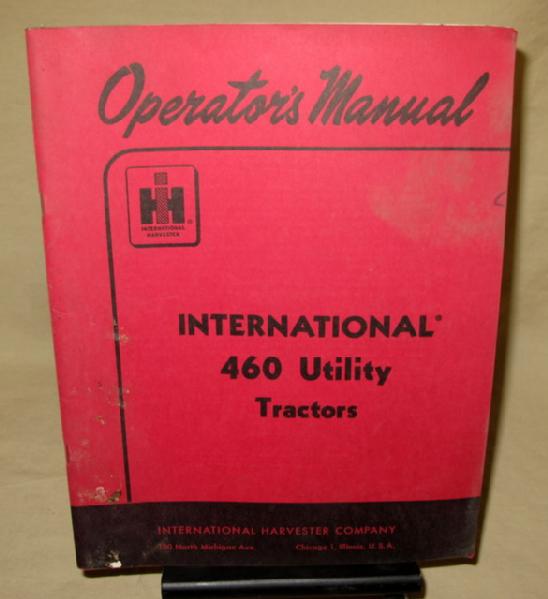 Operator's Manual
IH ®
INTERNATIONAL
HARVESTER
INTERNATIONAL®
460 Utility
Tractors
INTERNATIONAL HARVESTER COMPANY
180 North Michigan Ave. Chicago 1, Illinois, U.S.A.